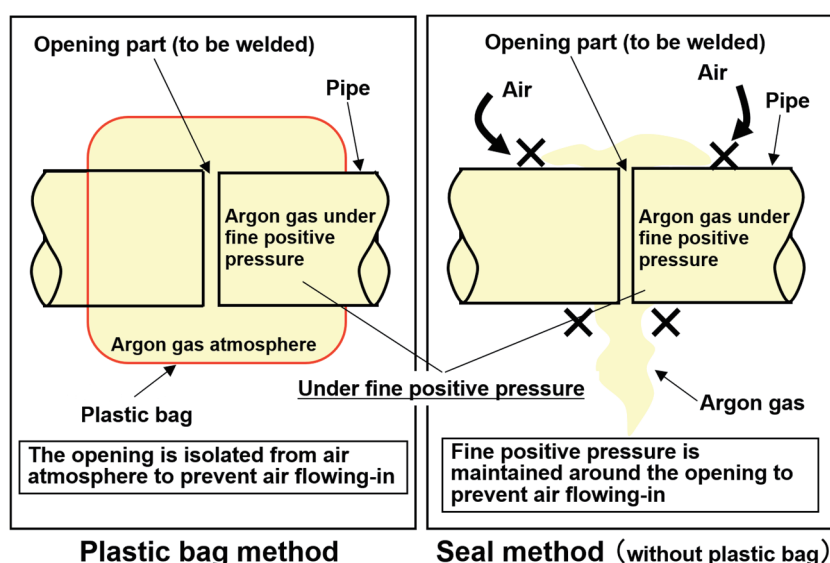 Opening part (to be welded)
Pipe
Argon gas under
fine positive
pressure
Argon gas atmosphere
Plastic bag
The opening is isolated from air
atmosphere to prevent air flowing-in
Plastic bag method
Under fine positive pressure
Opening part (to be welded)
Air
Air
Pipe
Argon gas under
fine positive
pressure
Argon gas
Fine positive pressure is
maintained around the opening to
prevent air flowing-in
Seal method (without plastic bag)